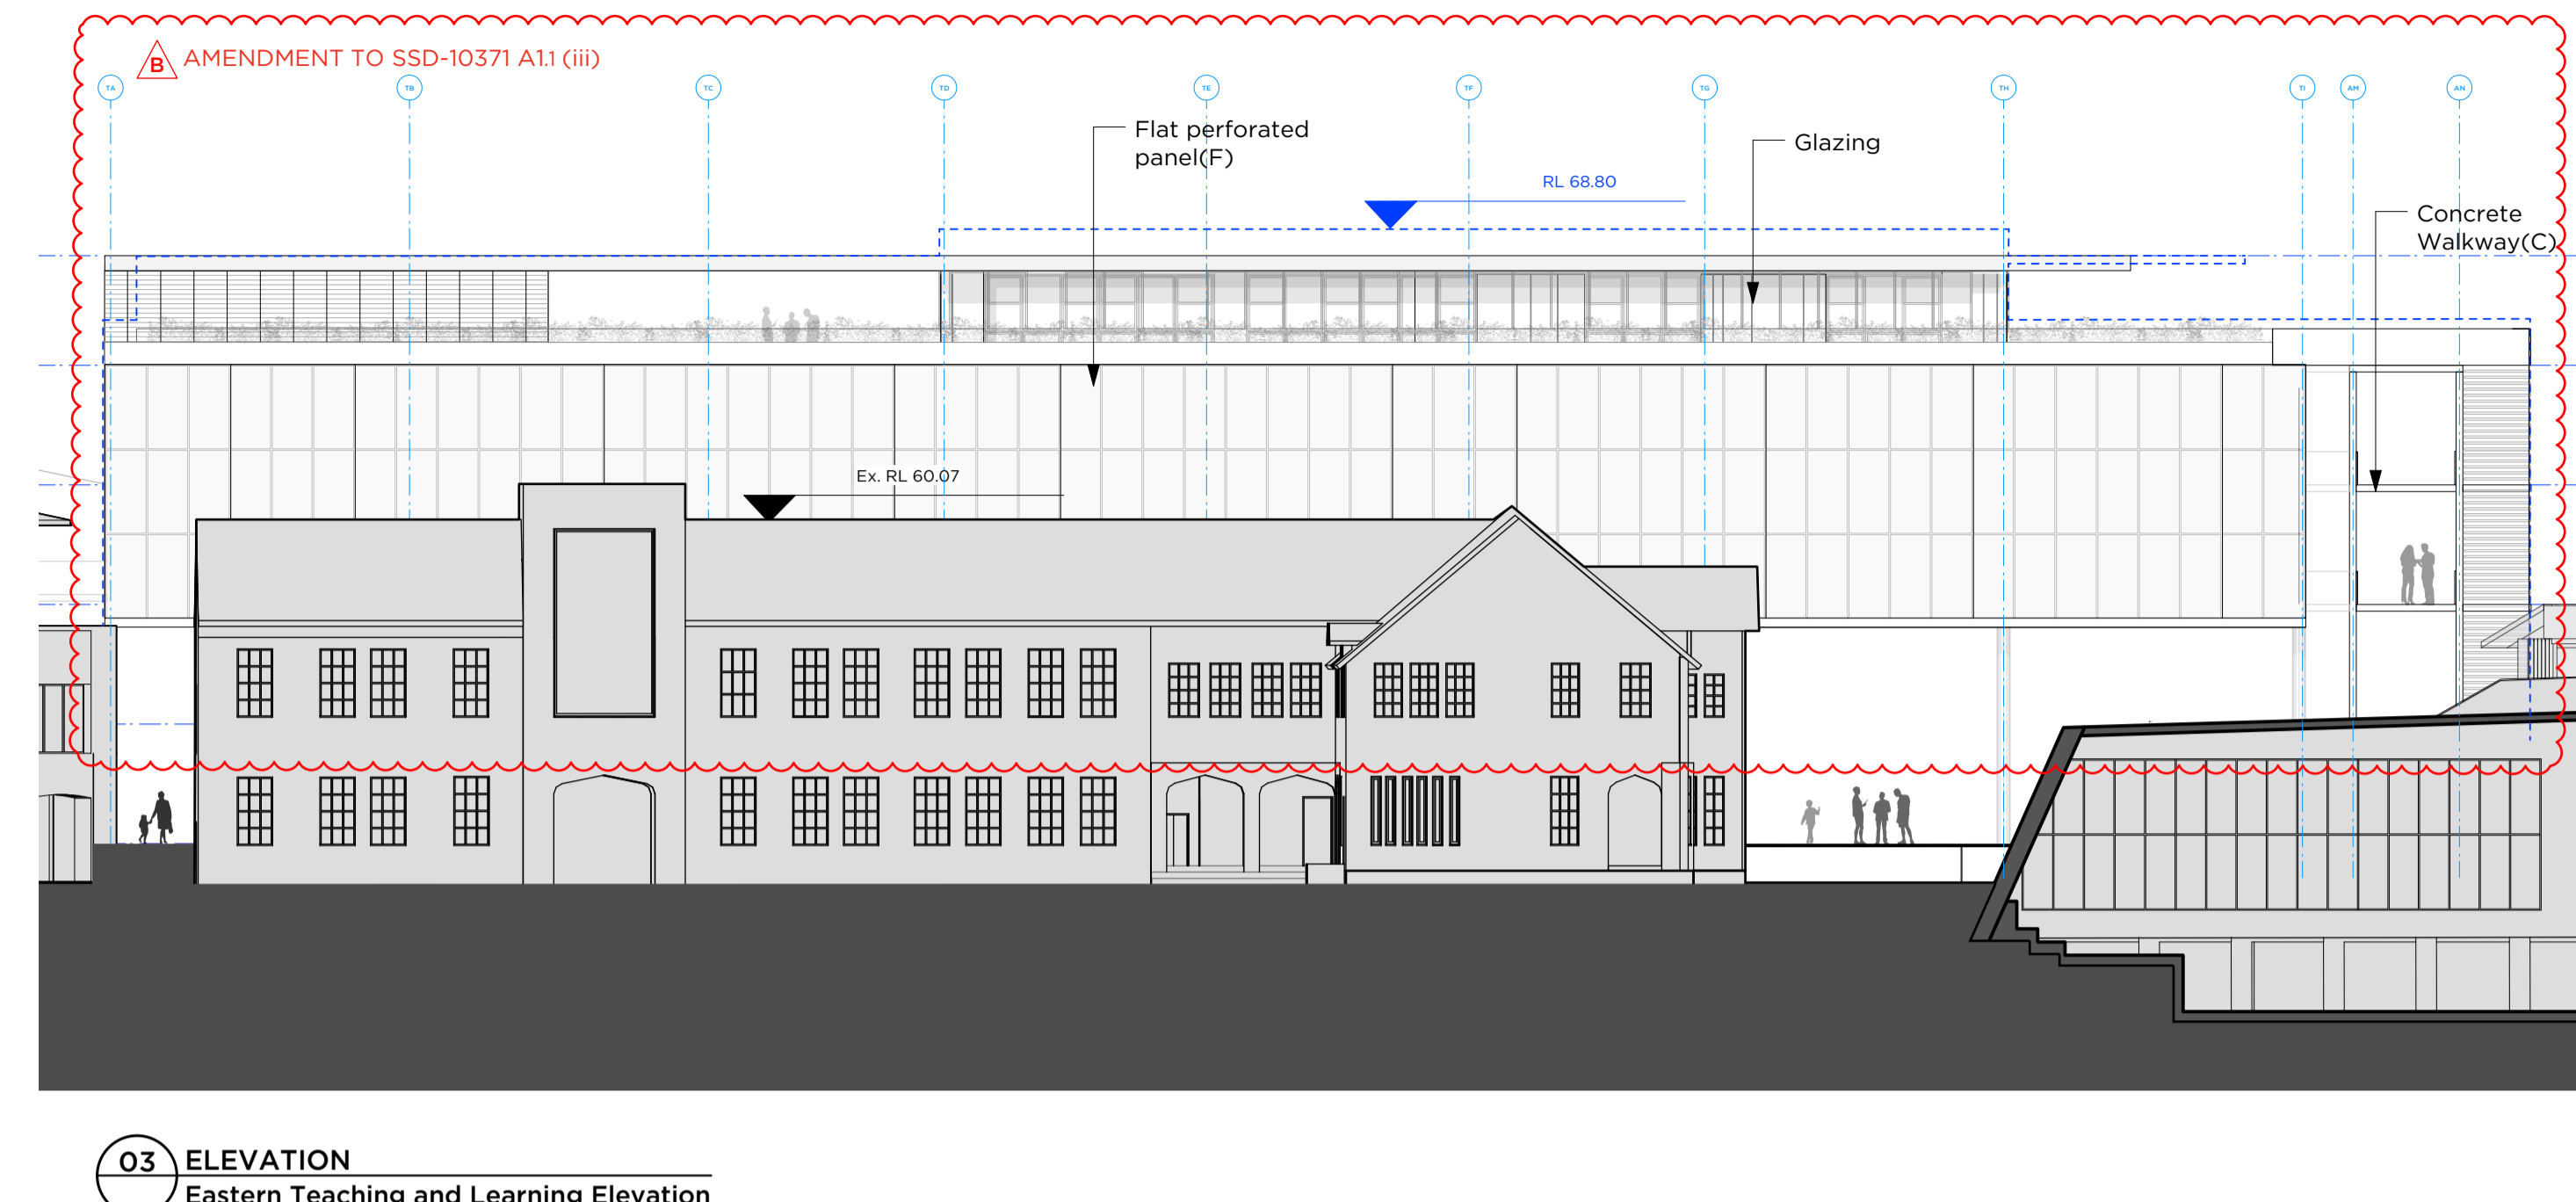 B AMENDMENT TO SSD-10371 A1.1 (iii)
TA TB TC TD TE TF TG TH TI AM AN
Flat perforated
panel(F)
Glazing
RL 68.80
Concrete
Walkway(C)
Ex. RL 60.07
03 ELEVATION
Eastern Teaching and Learning Elevation